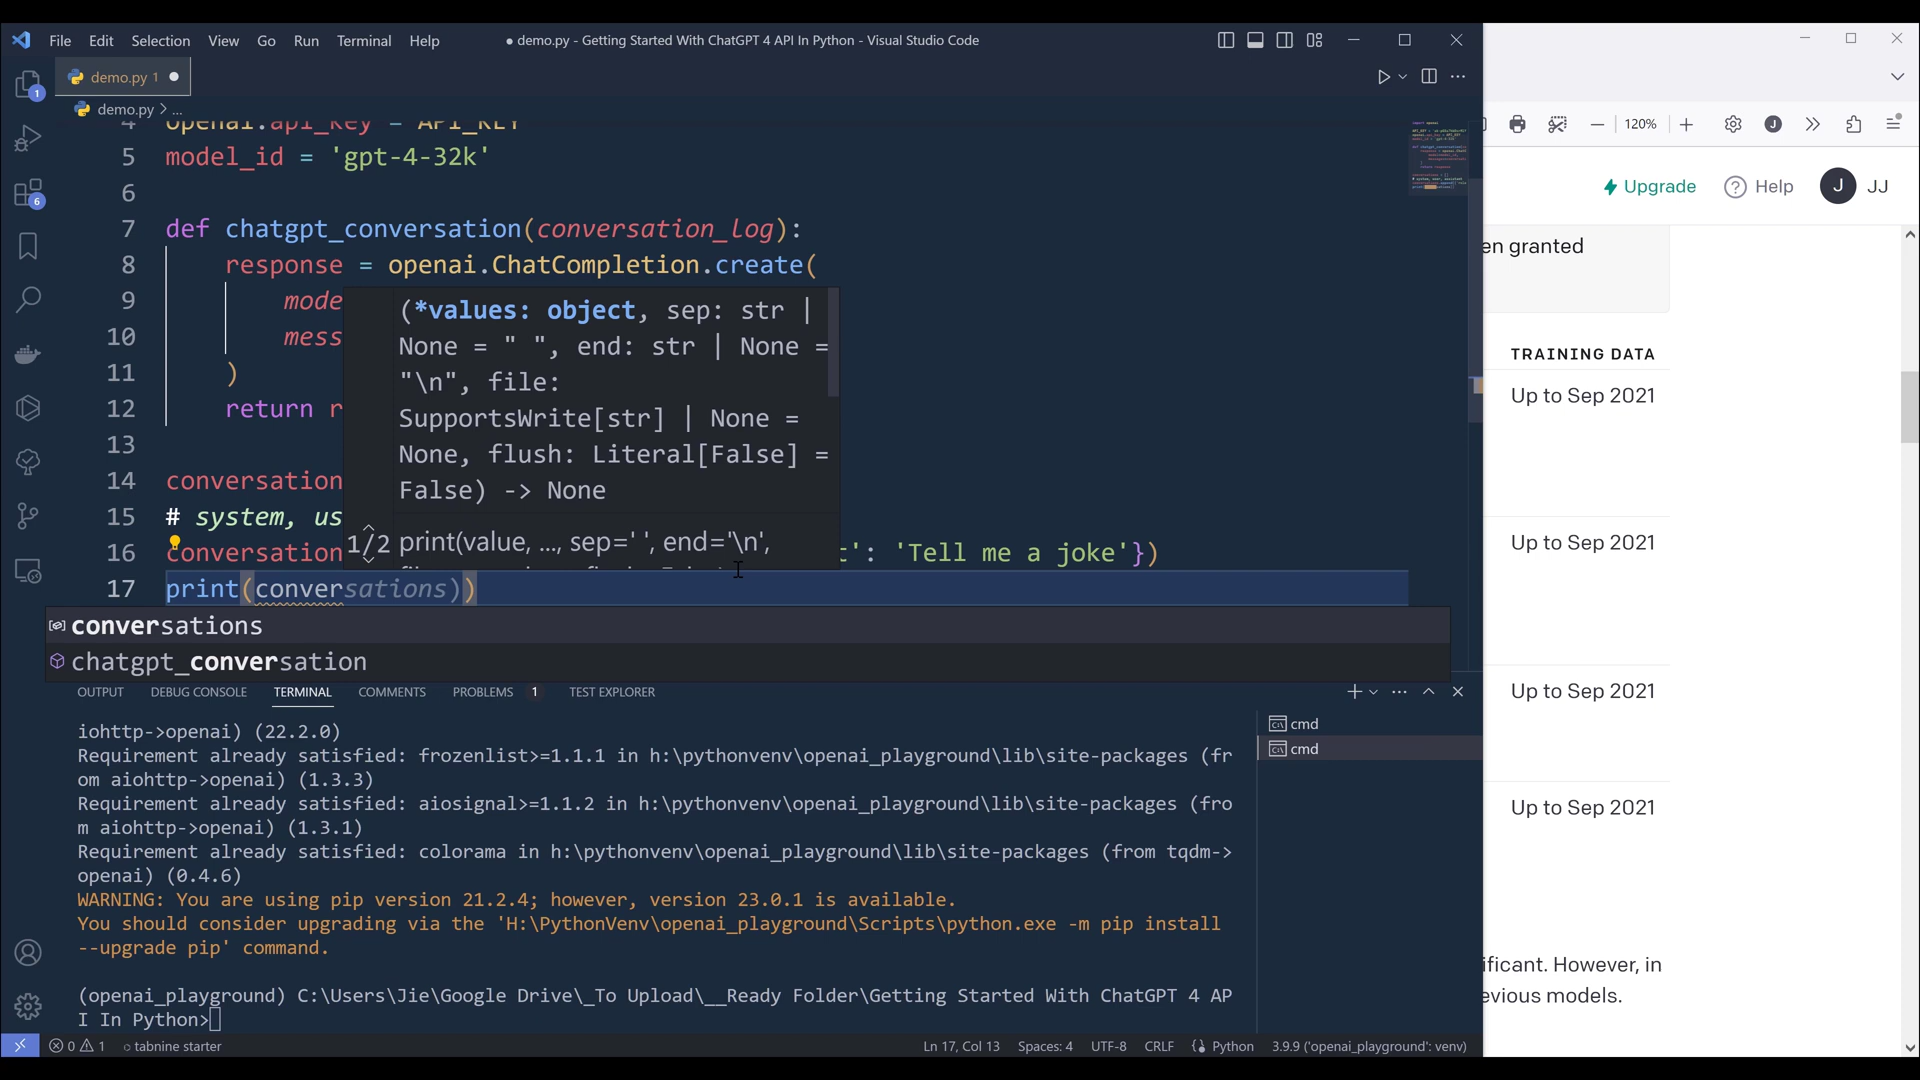 File Edit Selection View Go Run Terminal Help
● demo.py - Getting Started With ChatGPT 4 API In Python - Visual Studio Code
demo.py 1 ●
demo.py > ...
4 openai.api_key = API_KEY
5 model_id = 'gpt-4-32k'
6
7 def chatgpt_conversation(conversation_log):
8 response = openai.ChatCompletion.create(
9 mode
10 mess
11 )
12 return r
13
14 conversation
15 # system, us
16 conversation t': 'Tell me a joke'})
17 print(conversations))
(*values: object, sep: str |
None = " ", end: str | None =
"\n", file:
SupportsWrite[str] | None =
None, flush: Literal[False] =
False) -> None
1/2 print(value, ..., sep=' ', end='\n',
conversations
chatgpt_conversation
OUTPUT DEBUG CONSOLE TERMINAL COMMENTS PROBLEMS 1 TEST EXPLORER
iohttp->openai) (22.2.0)
Requirement already satisfied: frozenlist>=1.1.1 in h:\pythonvenv\openai_playground\lib\site-packages (fr
om aiohttp->openai) (1.3.3)
Requirement already satisfied: aiosignal>=1.1.2 in h:\pythonvenv\openai_playground\lib\site-packages (fro
m aiohttp->openai) (1.3.1)
Requirement already satisfied: colorama in h:\pythonvenv\openai_playground\lib\site-packages (from tqdm->
openai) (0.4.6)
WARNING: You are using pip version 21.2.4; however, version 23.0.1 is available.
You should consider upgrading via the 'H:\PythonVenv\openai_playground\Scripts\python.exe -m pip install
--upgrade pip' command.
(openai_playground) C:\Users\Jie\Google Drive\_To Upload\__Ready Folder\Getting Started With ChatGPT 4 AP
I In Python>
cmd
cmd
1
6
0 1 tabnine starter
Ln 17, Col 13 Spaces: 4 UTF-8 CRLF Python 3.9.9 ('openai_playground': venv)
120%
J
Upgrade Help J JJ
en granted
TRAINING DATA
Up to Sep 2021
Up to Sep 2021
Up to Sep 2021
Up to Sep 2021
ificant. However, in
evious models.